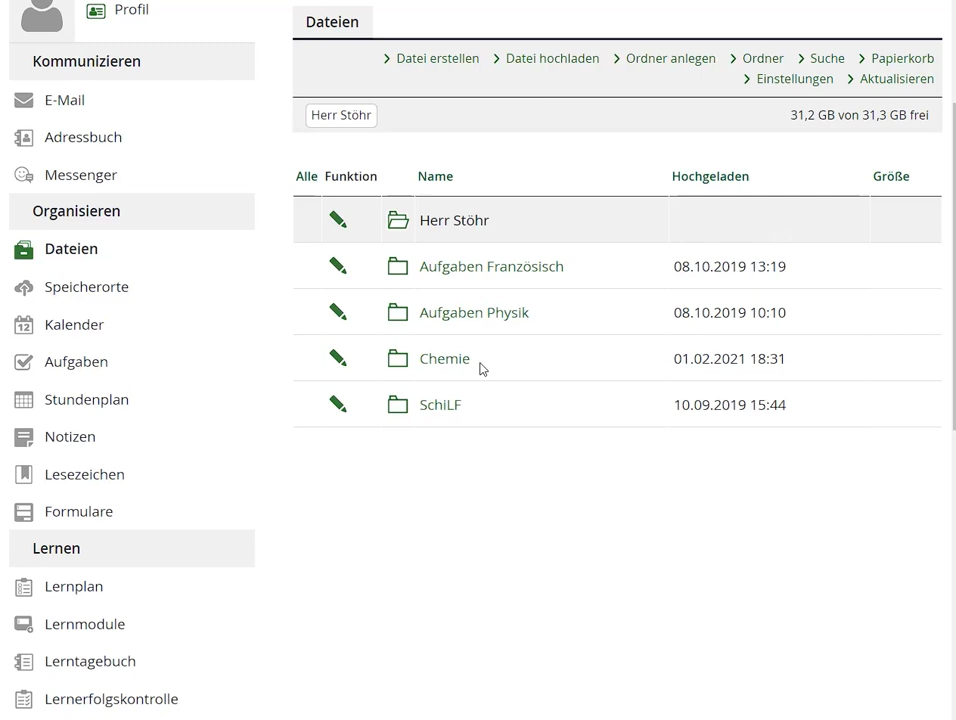 Profil
Kommunizieren
E-Mail
Adressbuch
Messenger
Organisieren
Dateien
Speicherorte
12
Kalender
Aufgaben
Stundenplan
Notizen
Lesezeichen
Formulare
Lernen
Lernplan
Lernmodule
Lerntagebuch
Lernerfolgskontrolle
Dateien
Datei erstellen Datei hochladen Ordner anlegen Ordner Suche Papierkorb
Einstellungen Aktualisieren
Herr Stöhr 31,2 GB von 31,3 GB frei
Alle Funktion Name Hochgeladen Größe
Herr Stöhr
Aufgaben Französisch 08.10.2019 13:19
Aufgaben Physik 08.10.2019 10:10
Chemie 01.02.2021 18:31
SchiLF 10.09.2019 15:44